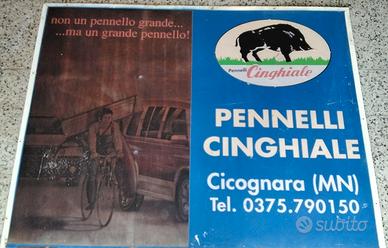 non un pennello grande...
...ma un grande pennello!
Pennelli Cinghiale
PENNELLI
CINGHIALE
Cicognara (MN)
Tel. 0375.790150
subito